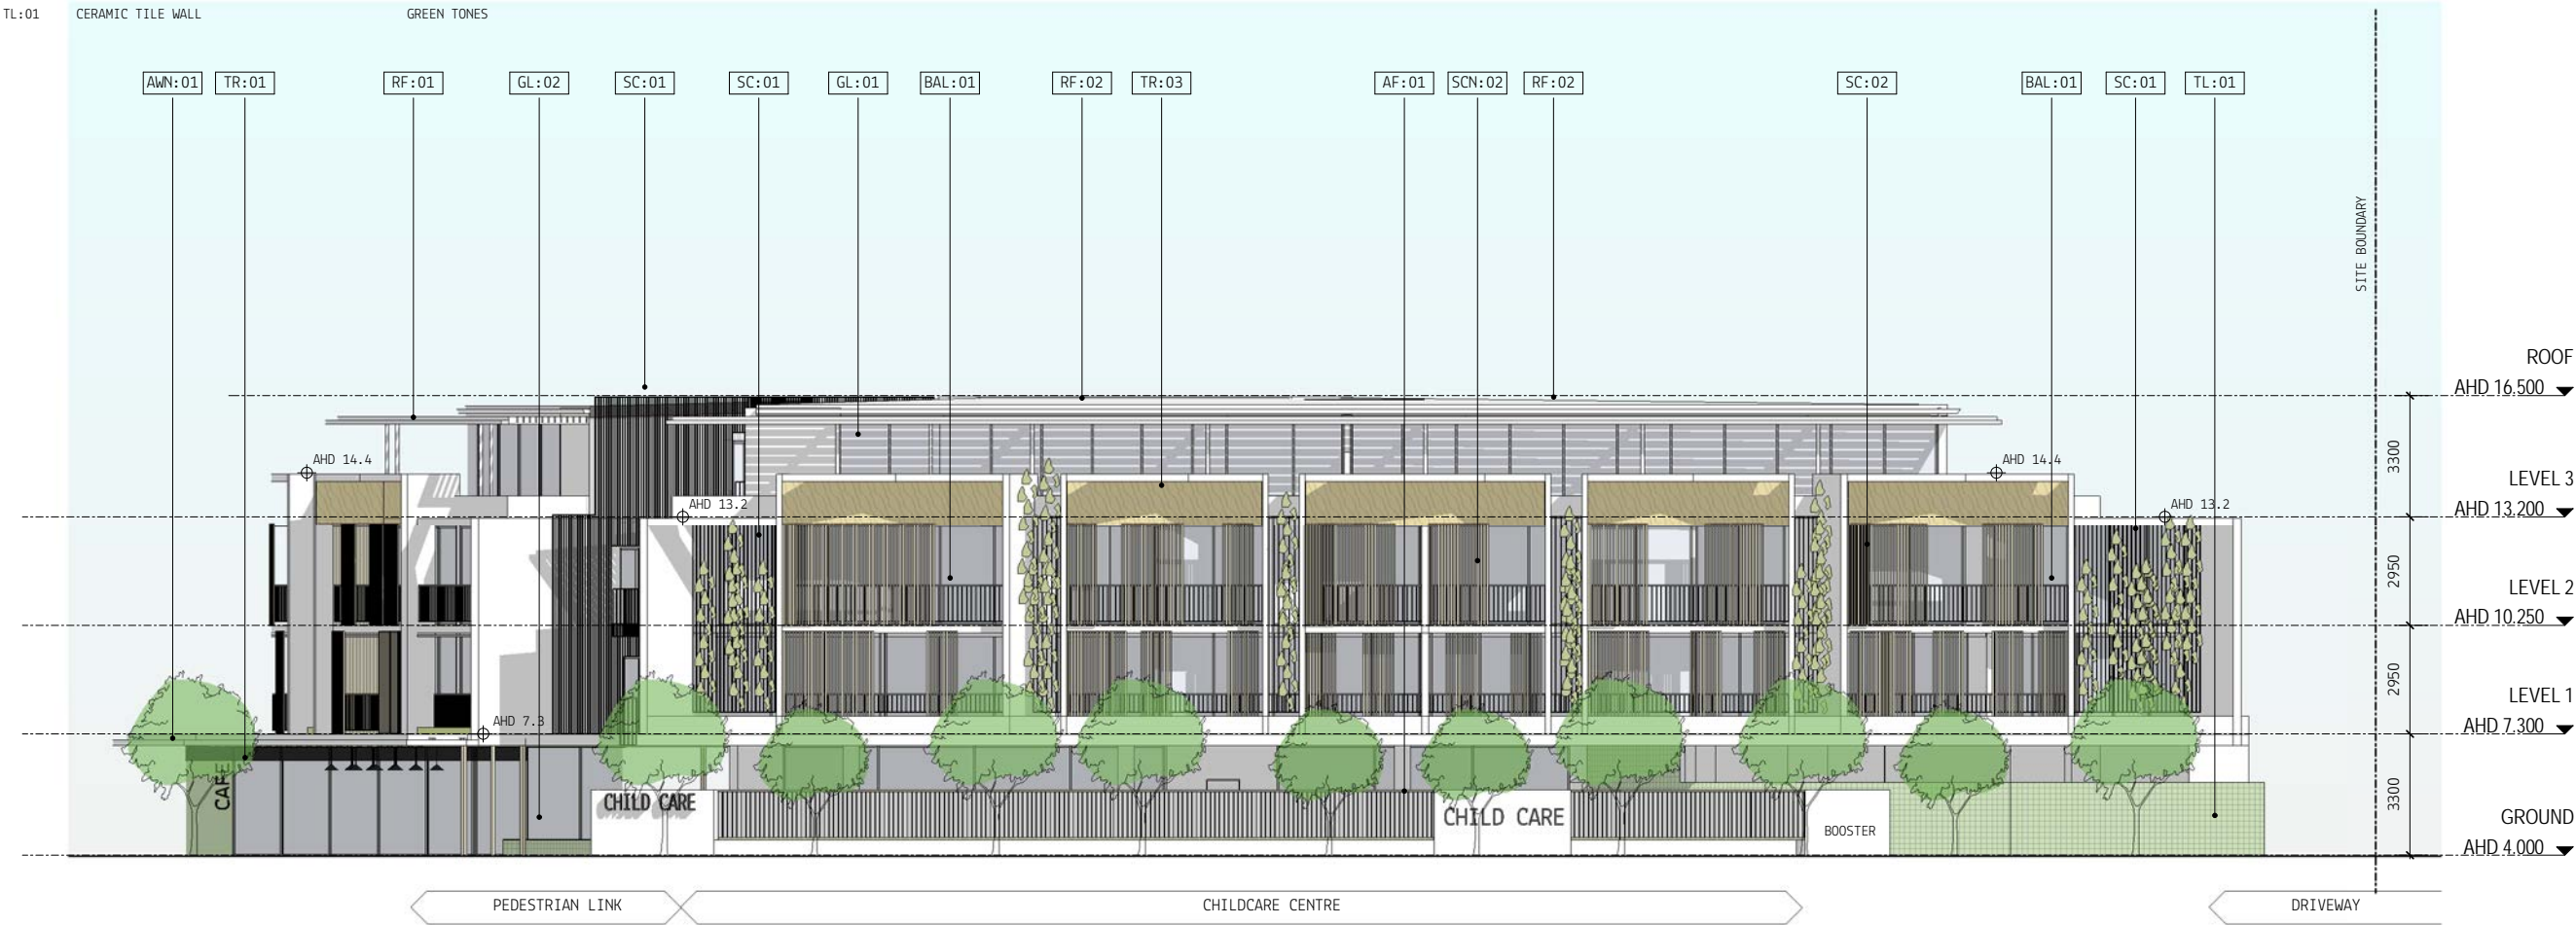 TL:01 CERAMIC TILE WALL GREEN TONES
AWN:01 TR:01 RF:01 GL:02 SC:01 SC:01 GL:01 BAL:01 RF:02 TR:03 AF:01 SCN:02 RF:02 SC:02 BAL:01 SC:01 TL:01
SITE BOUNDARY
ROOF
AHD 16.500
3300
AHD 14.4
AHD 14.4
LEVEL 3
AHD 13.200
AHD 13.2
AHD 13.2
2950
LEVEL 2
AHD 10.250
2950
LEVEL 1
AHD 7.300
AHD 7.3
3300
CAFE
CHILD CARE
CHILD CARE
BOOSTER
GROUND
AHD 4.000
PEDESTRIAN LINK
CHILDCARE CENTRE
DRIVEWAY